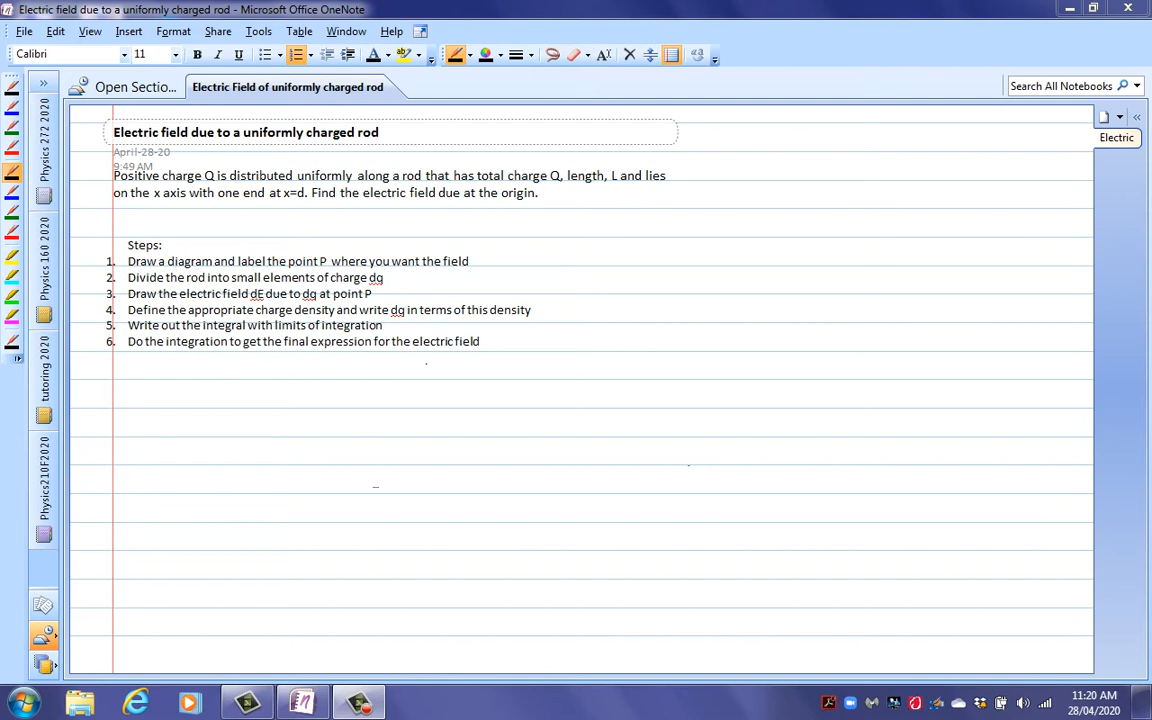 Electric field due to a uniformly charged rod - Microsoft Office OneNote
File Edit View Insert Format Share Tools Table Window Help
Calibri 11 B I U A
Open Sectio... Electric Field of uniformly charged rod Search All Notebooks
Electric
Electric field due to a uniformly charged rod
April-28-20
9:49 AM
Positive charge Q is distributed uniformly along a rod that has total charge Q, length, L and lies
on the x axis with one end at x=d. Find the electric field due at the origin.
Steps:
1. Draw a diagram and label the point P where you want the field
2. Divide the rod into small elements of charge dq
3. Draw the electric field dE due to dq at point P
4. Define the appropriate charge density and write dq in terms of this density
5. Write out the integral with limits of integration
6. Do the integration to get the final expression for the electric field
Physics 272 2020
Physics 160 2020
tutoring 2020
Physics210F2020
11:20 AM
28/04/2020